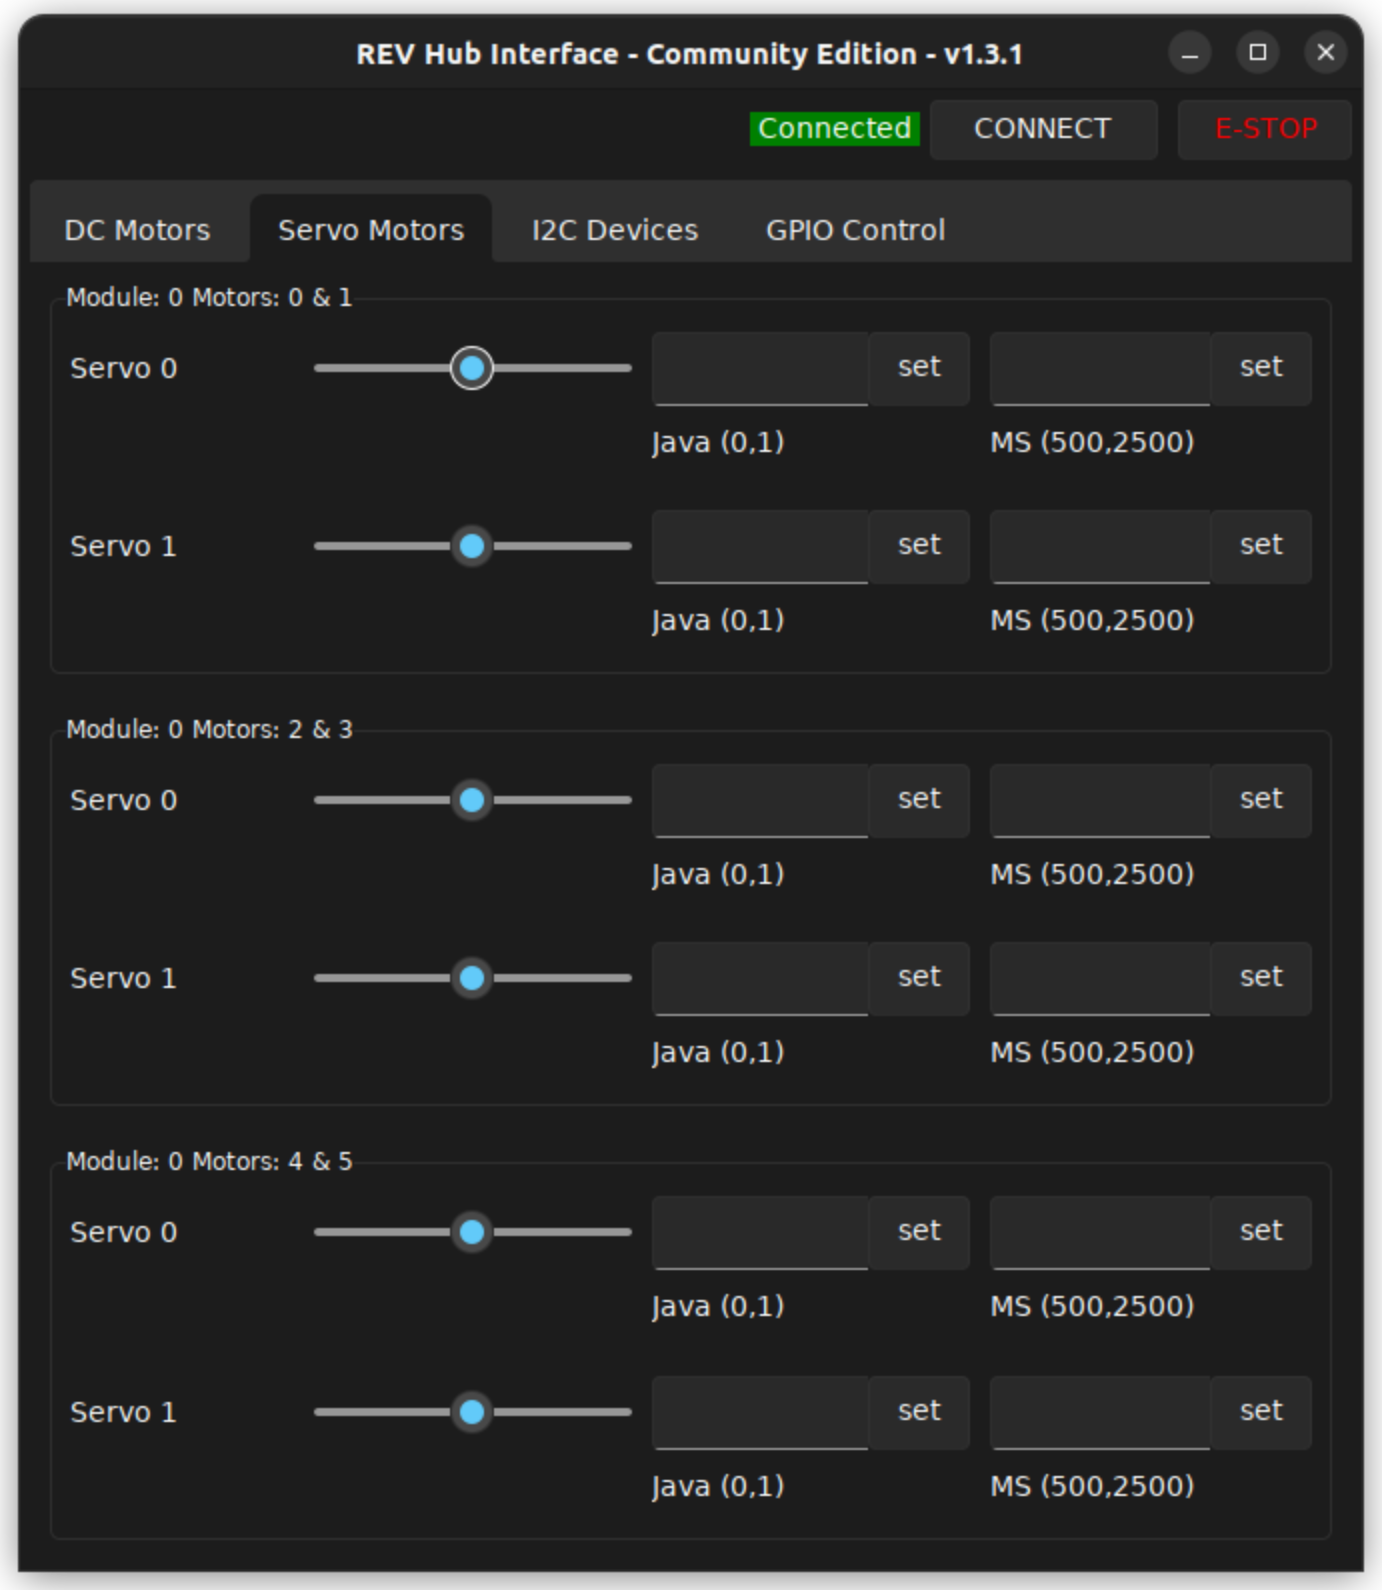 REV Hub Interface - Community Edition - v1.3.1
Connected CONNECT E-STOP
DC Motors Servo Motors I2C Devices GPIO Control
Module: 0 Motors: 0 & 1
Servo 0 set set
Java (0,1) MS (500,2500)
Servo 1 set set
Java (0,1) MS (500,2500)
Module: 0 Motors: 2 & 3
Servo 0 set set
Java (0,1) MS (500,2500)
Servo 1 set set
Java (0,1) MS (500,2500)
Module: 0 Motors: 4 & 5
Servo 0 set set
Java (0,1) MS (500,2500)
Servo 1 set set
Java (0,1) MS (500,2500)